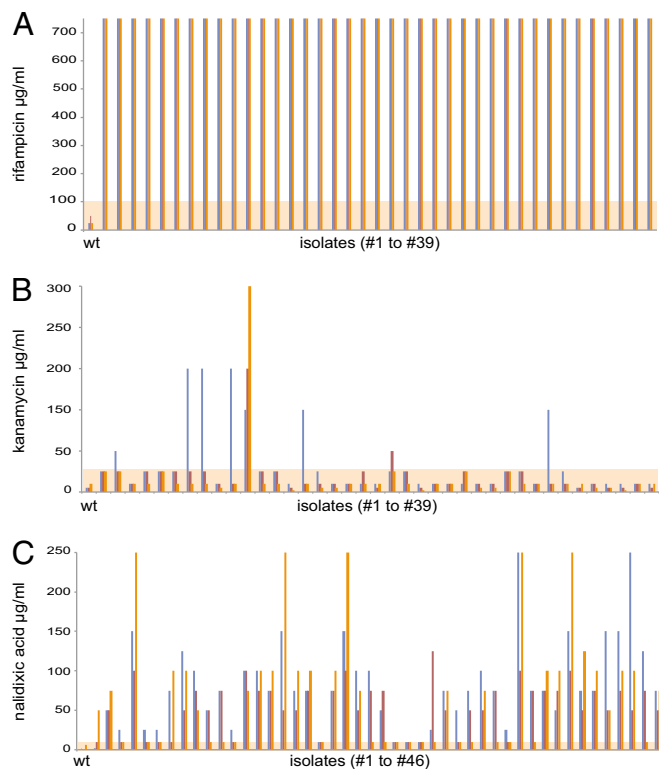 A
rifampicin µg/ml
700
600
500
400
300
200
100
0
wt
isolates (#1 to #39)
B
kanamycin µg/ml
300
200
150
50
0
wt
isolates (#1 to #39)
C
nalidixic acid µg/ml
250
200
150
100
50
0
wt
isolates (#1 to #46)